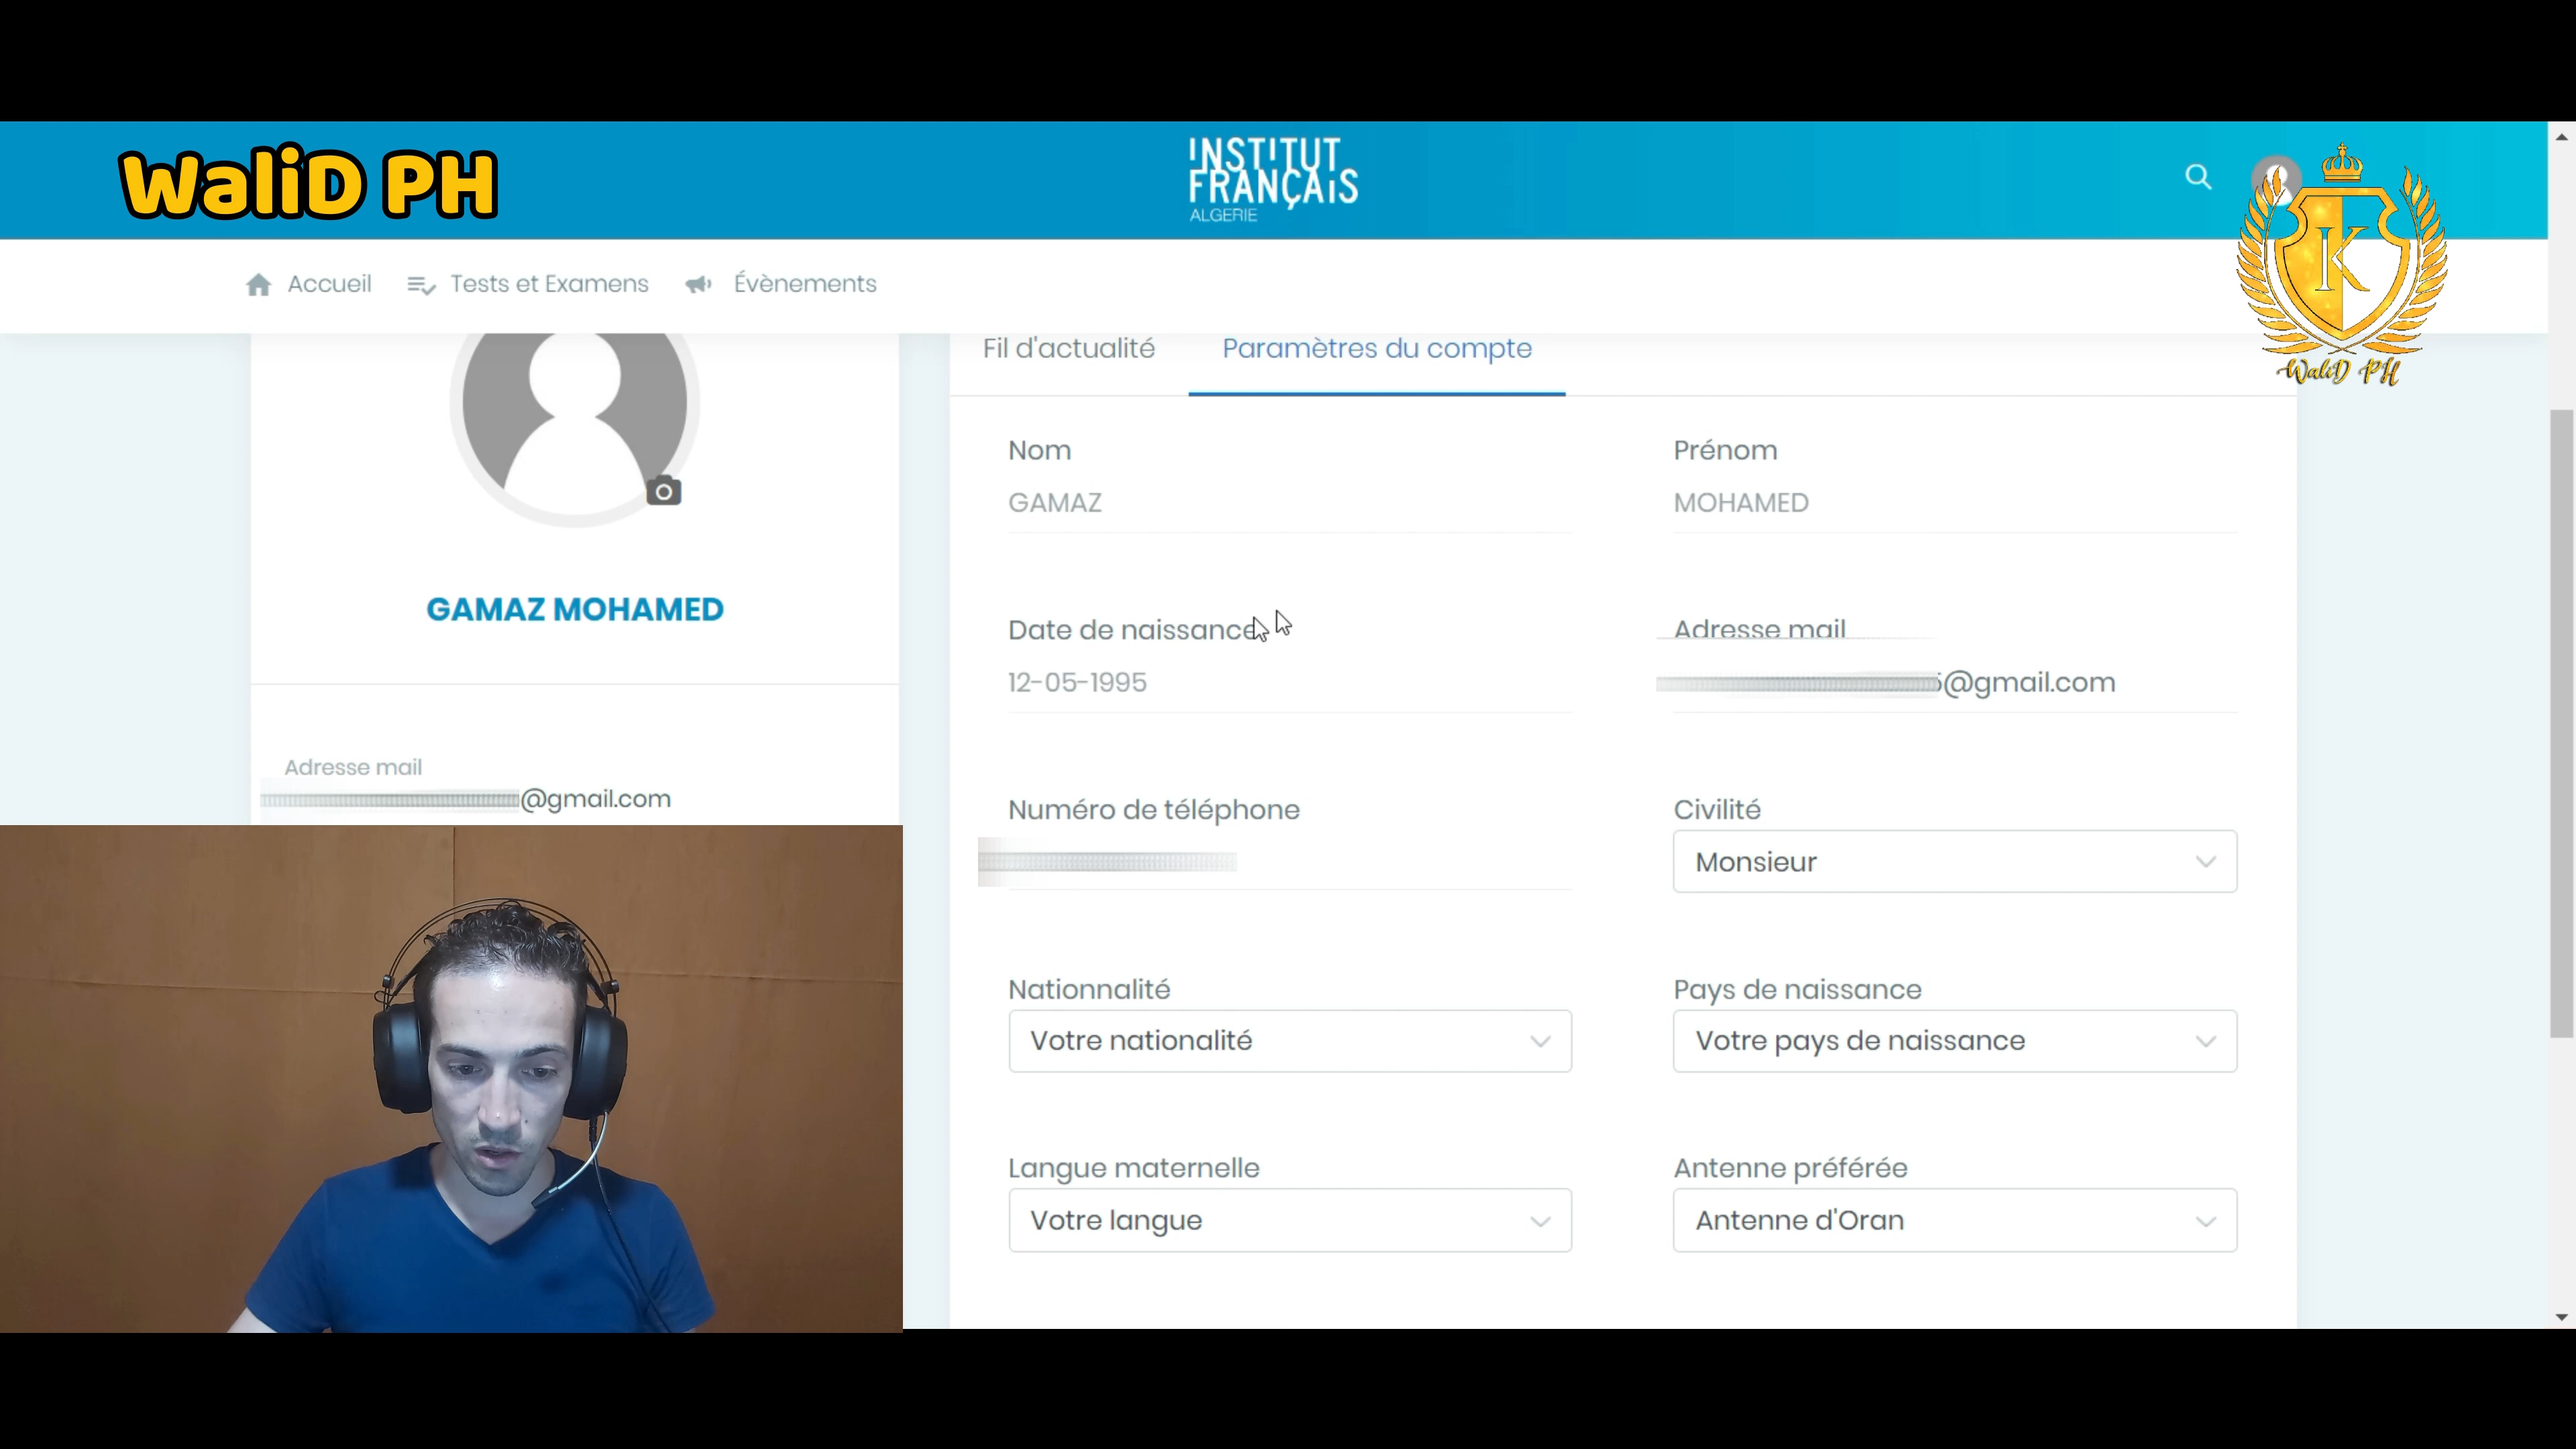 WaliD PH
INSTITUT
FRANÇAiS
ALGERIE
K
WaliD PH
Accueil
Tests et Examens
Évènements
Fil d'actualité
Paramètres du compte
GAMAZ MOHAMED
Adresse mail
@gmail.com
Nom
GAMAZ
Prénom
MOHAMED
Date de naissance
12-05-1995
Adresse mail
@gmail.com
Numéro de téléphone
Civilité
Monsieur
Nationnalité
Votre nationalité
Pays de naissance
Votre pays de naissance
Langue maternelle
Votre langue
Antenne préférée
Antenne d'Oran